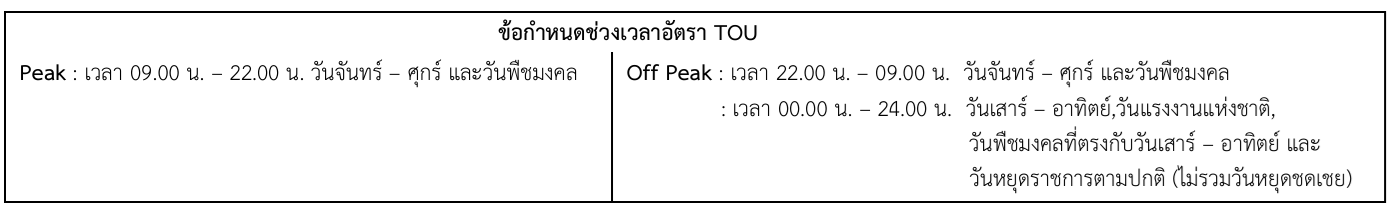 ข้อกำหนดช่วงเวลาอัตรา TOU
Peak : เวลา 09.00 น. – 22.00 น. วันจันทร์ – ศุกร์ และวันพืชมงคล
Off Peak : เวลา 22.00 น. – 09.00 น. วันจันทร์ – ศุกร์ และวันพืชมงคล
: เวลา 00.00 น. – 24.00 น. วันเสาร์ – อาทิตย์,วันแรงงานแห่งชาติ,
วันพืชมงคลที่ตรงกับวันเสาร์ – อาทิตย์ และ
วันหยุดราชการตามปกติ (ไม่รวมวันหยุดชดเชย)